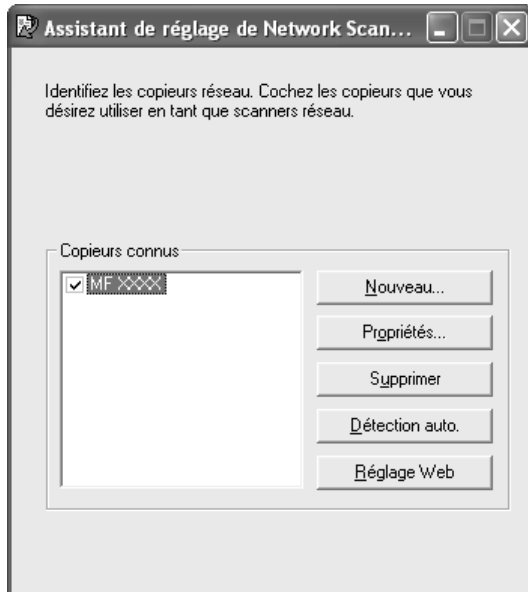 Assistant de réglage de Network Scan...
Identifiez les copieurs réseau. Cochez les copieurs que vous
désirez utiliser en tant que scanners réseau.
Copieurs connus
MF XXXX
Nouveau...
Propriétés...
Supprimer
Détection auto.
Réglage Web